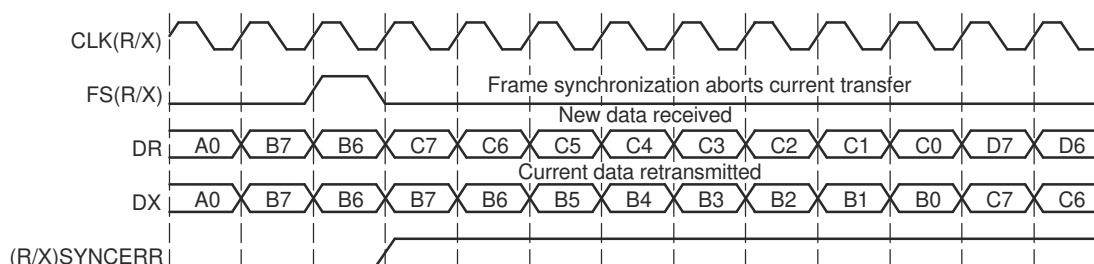 CLK(R/X)
FS(R/X)
Frame synchronization aborts current transfer
New data received
DR A0 B7 B6 C7 C6 C5 C4 C3 C2 C1 C0 D7 D6
Current data retransmitted
DX A0 B7 B6 B7 B6 B5 B4 B3 B2 B1 B0 C7 C6
(R/X)SYNCERR